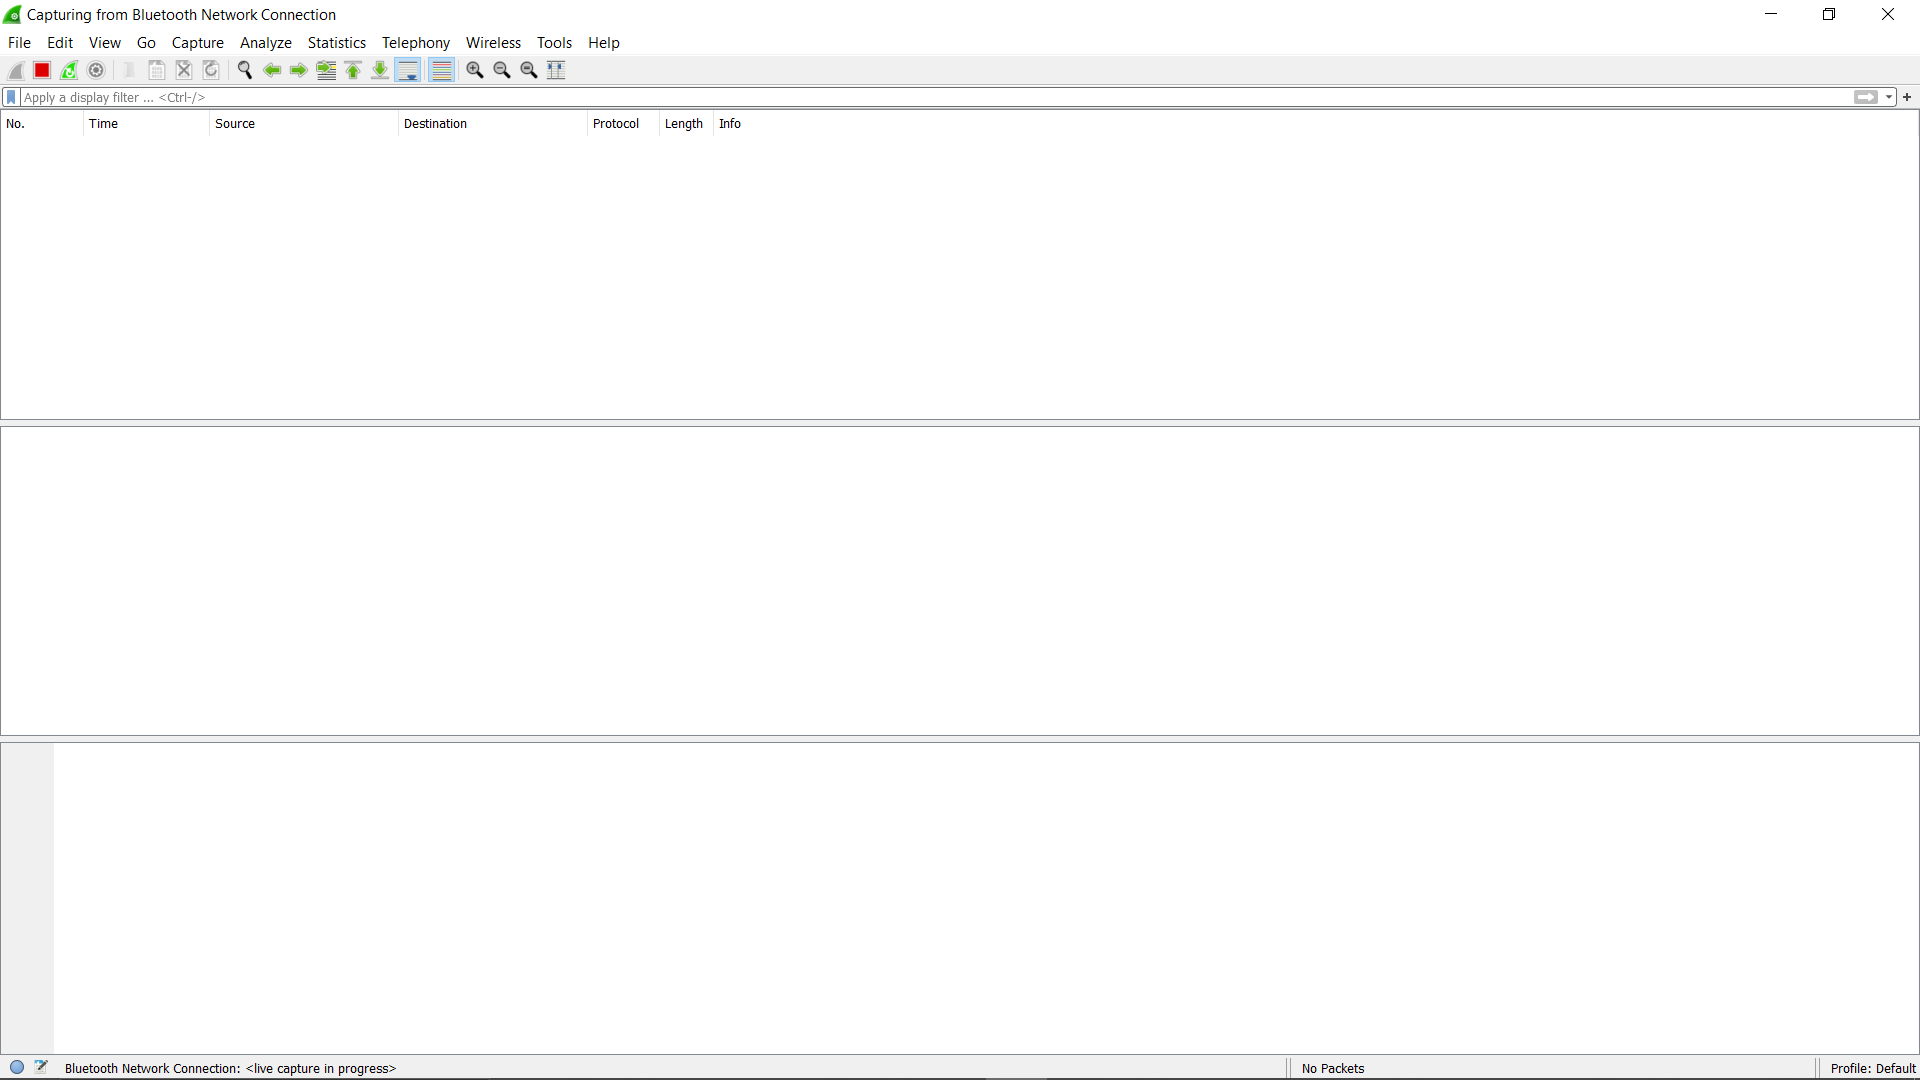 Capturing from Bluetooth Network Connection
File Edit View Go Capture Analyze Statistics Telephony Wireless Tools Help
Apply a display filter ... <Ctrl-/>
No. Time Source Destination Protocol Length Info
Bluetooth Network Connection: <live capture in progress> No Packets Profile: Default